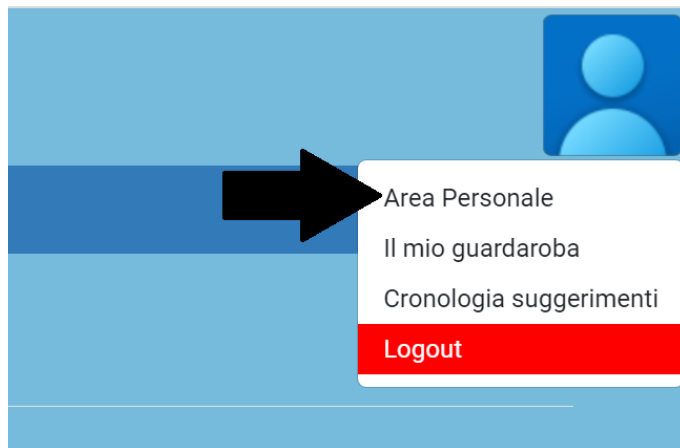 Area Personale
Il mio guardaroba
Cronologia suggerimenti
Logout